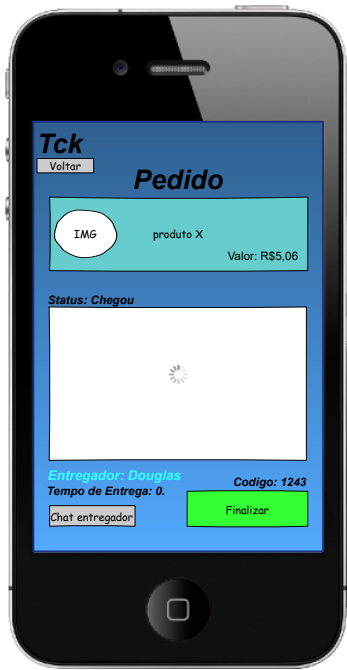 Tck
Voltar
Pedido
IMG
produto X
Valor: R$5,06
Status: Chegou
Entregador: Douglas
Tempo de Entrega: 0.
Codigo: 1243
Chat entregador
Finalizar